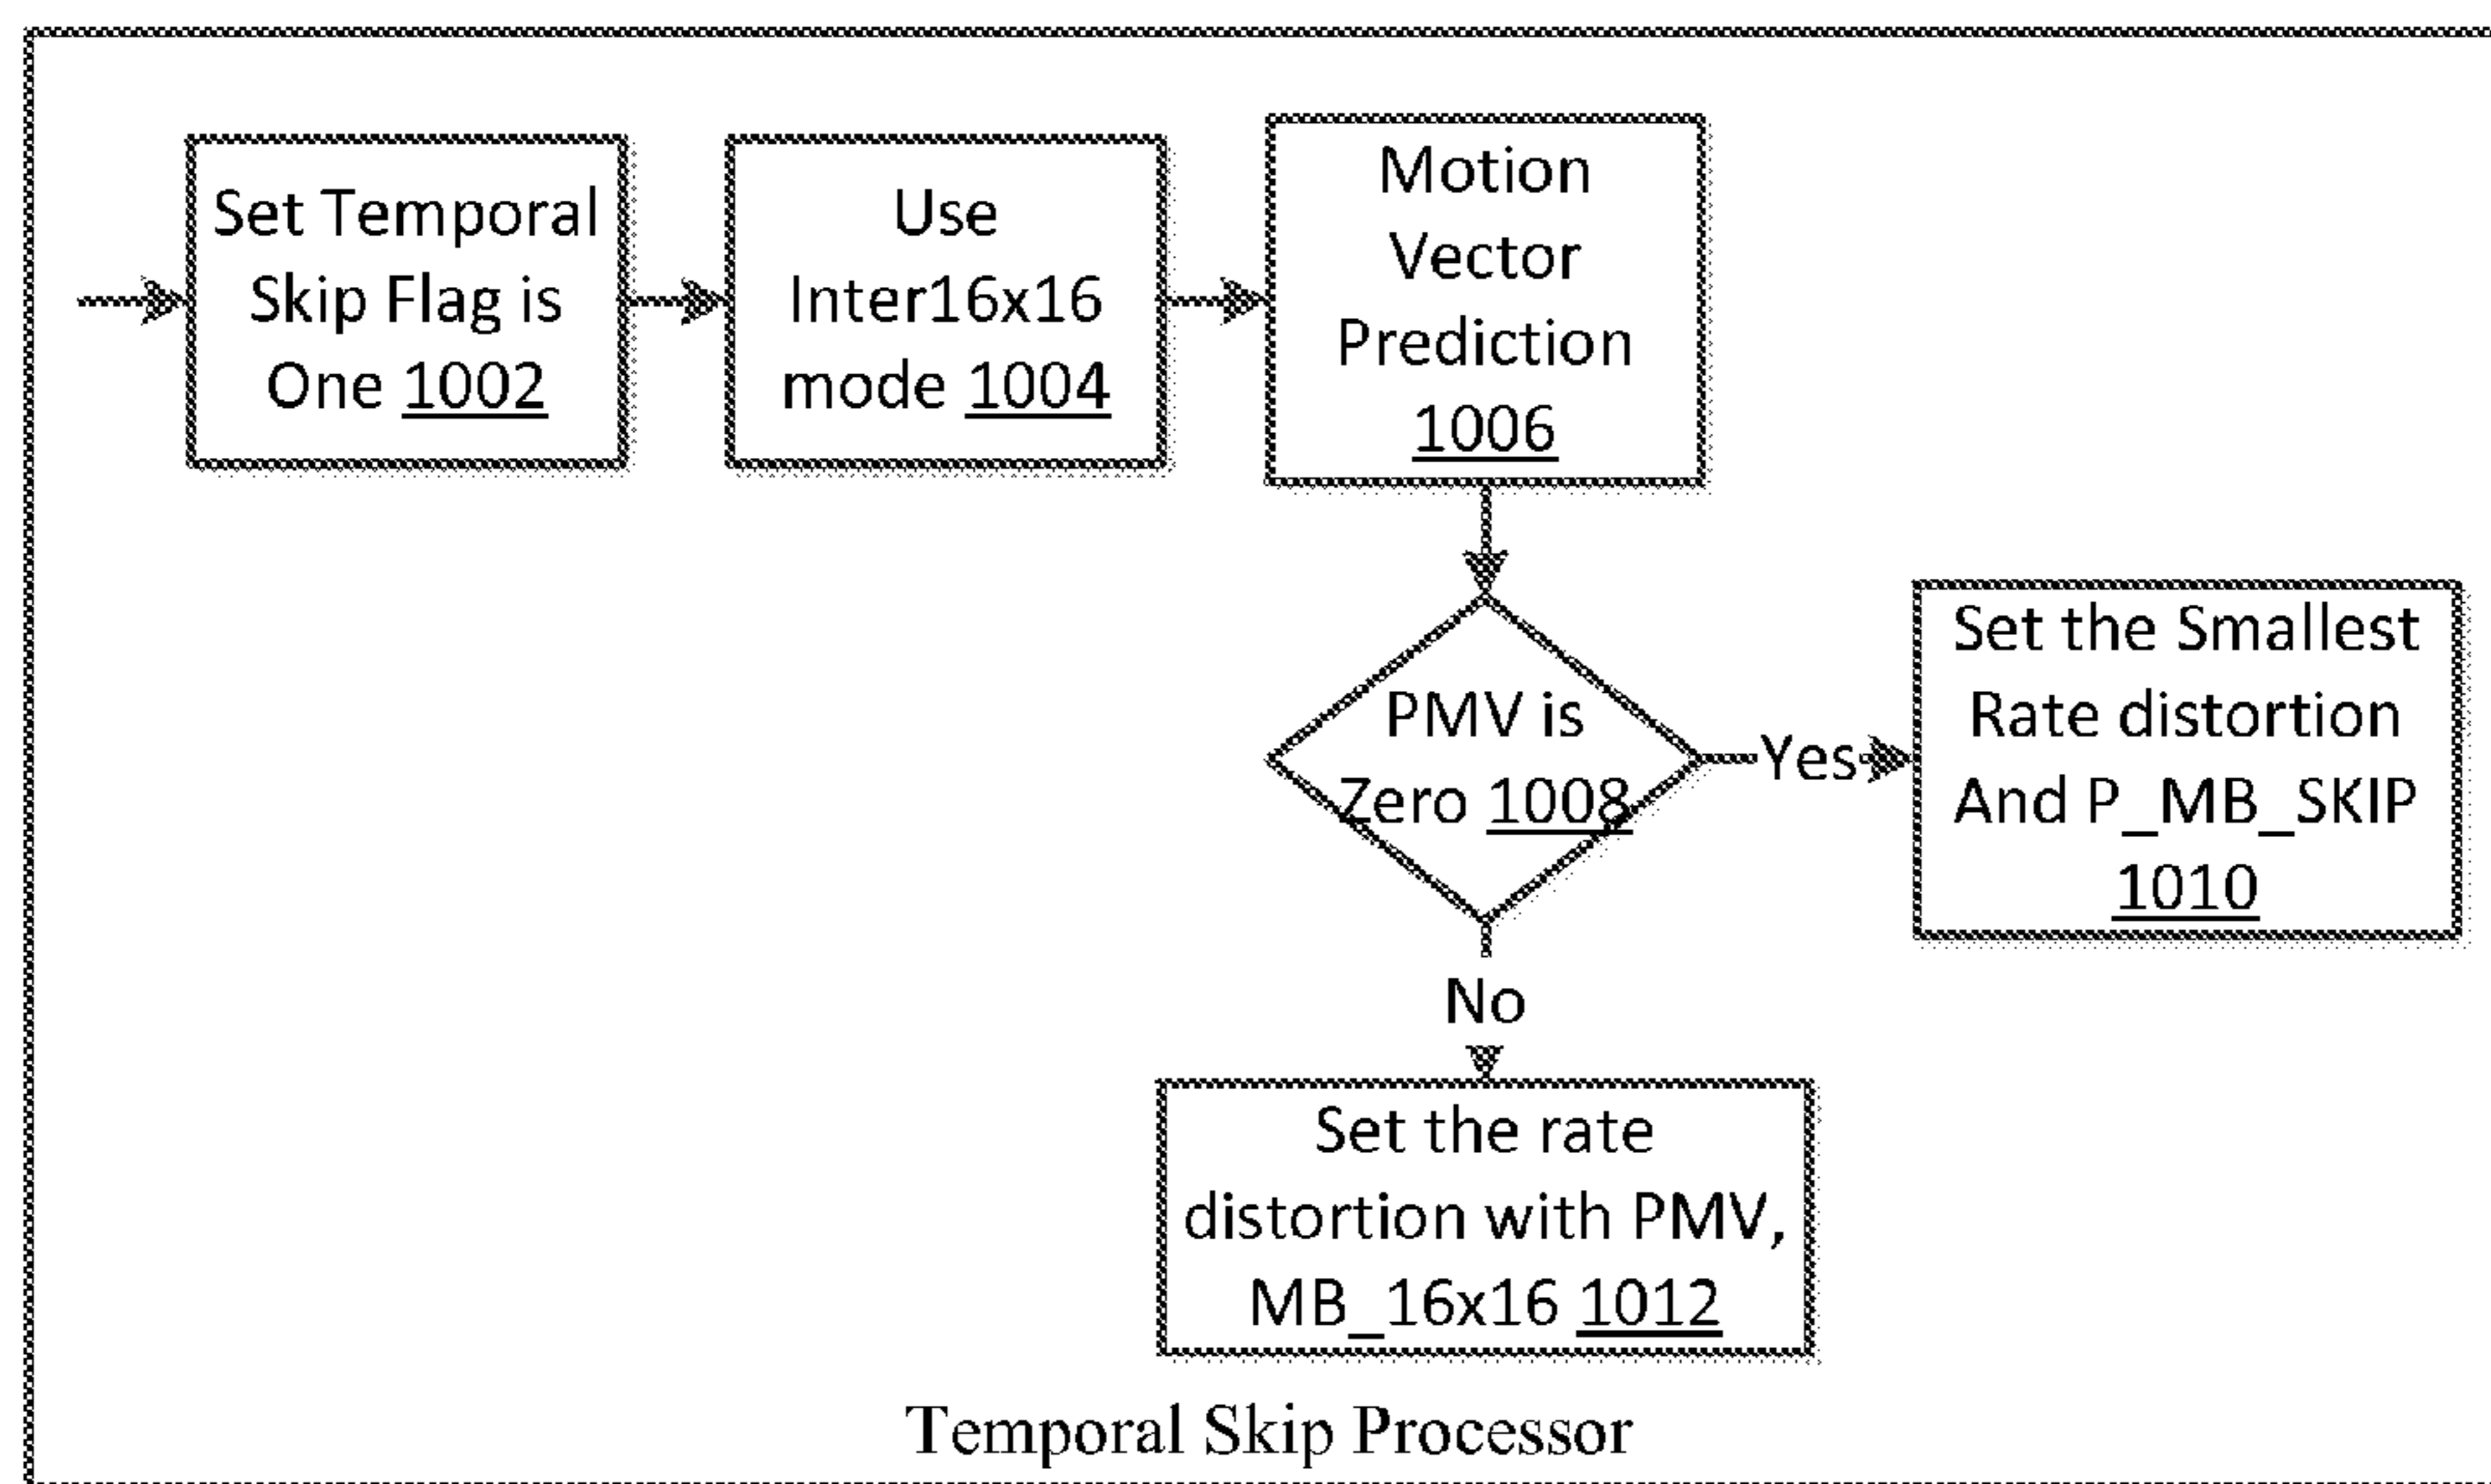 Set Temporal
Skip Flag is
One 1002
Use
Inter16x16
mode 1004
Motion
Vector
Prediction
1006
PMV is
Zero 1008
Yes
Set the Smallest
Rate distortion
And P_MB_SKIP
1010
No
Set the rate
distortion with PMV,
MB_16x16 1012
Temporal Skip Processor